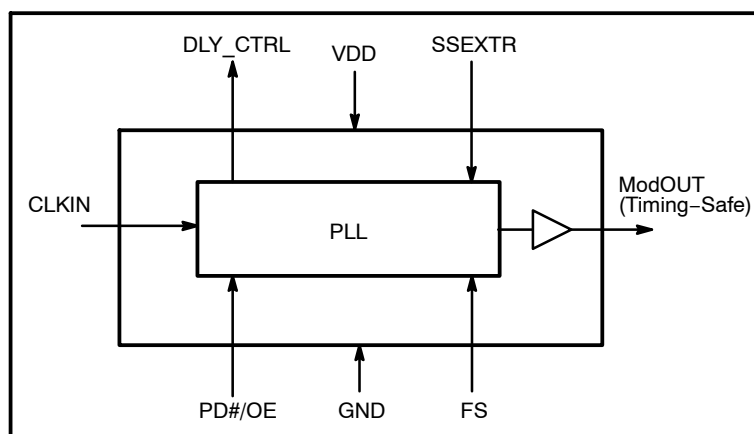 DLY_CTRL
VDD
SSEXTR
CLKIN
PLL
ModOUT
(Timing−Safe)
PD#/OE
GND
FS